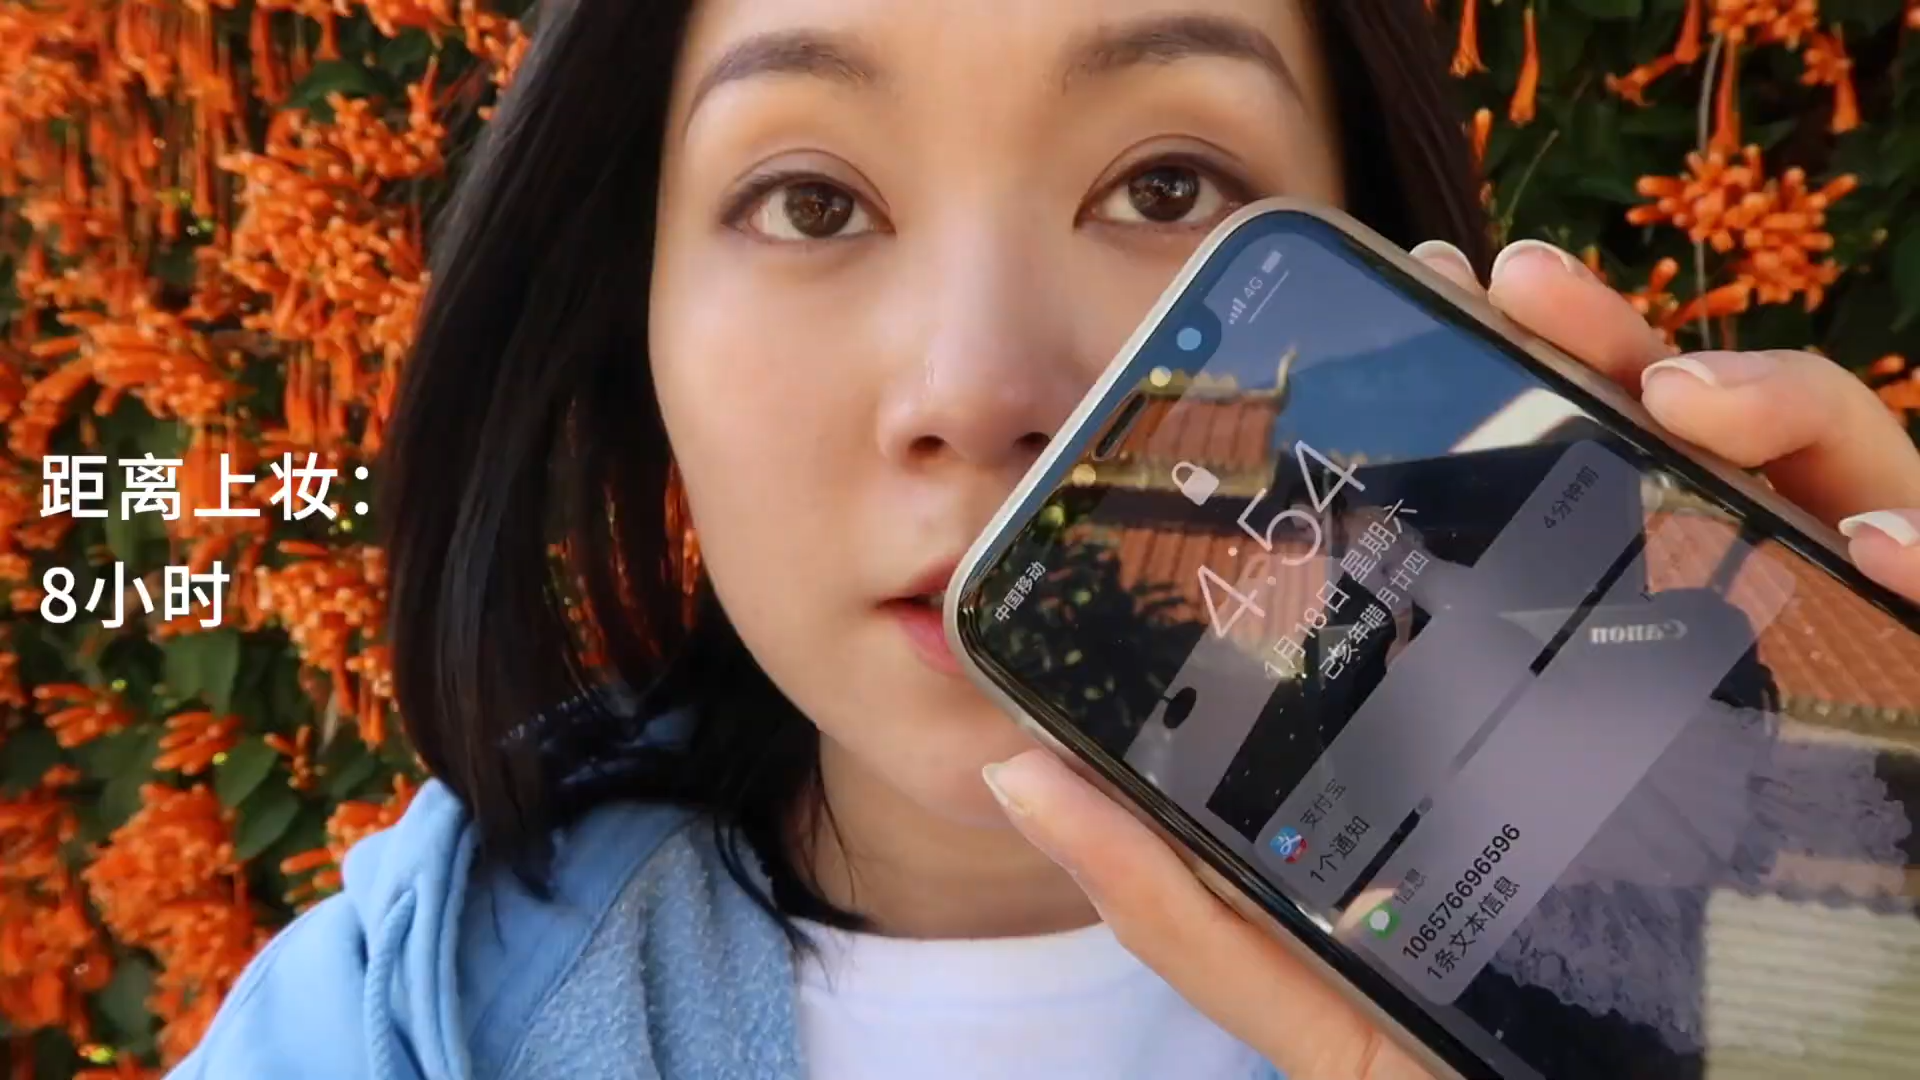 距离上妆：
8小时
4G
中国移动
4:54
1月18日 星期六
己亥年腊月廿四
4分钟前
支付宝
1个通知
信息
106576696596
1条文本信息
Canon